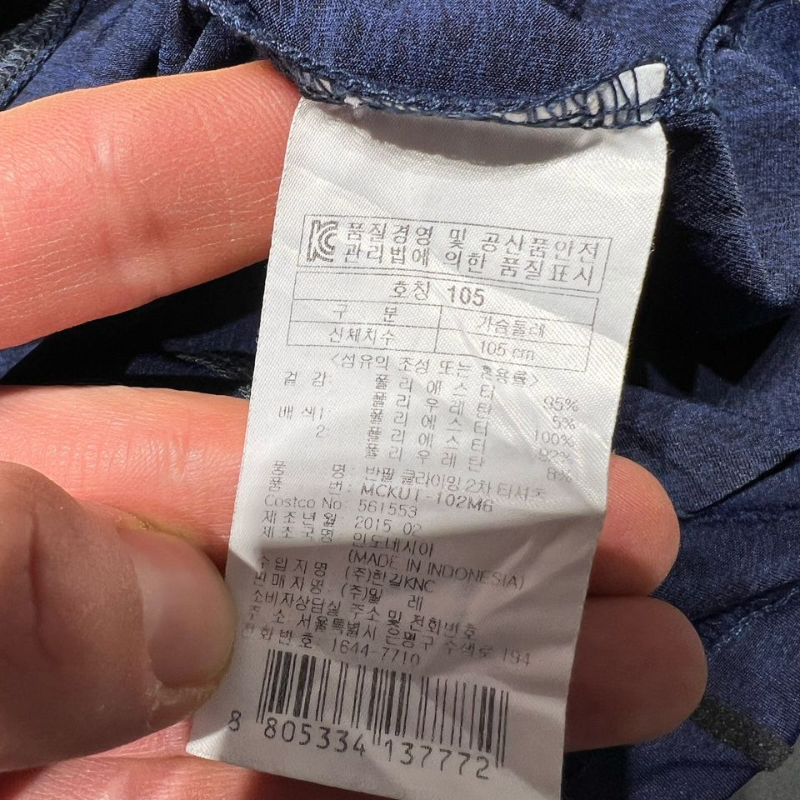 품질경영 및 공산품안전
관리법에 의한 품질표시
호칭 105
구 분 가슴둘레
신체치수 105 cm
<섬유의 조성 또는 혼용률>
겉 감: 폴리에스터 95%
폴리우레탄 5%
배색1: 폴리에스터 100%
2: 폴리에스터 92%
폴리우레탄 8%
품 명: 반팔 클라이밍 2차 티셔츠
품 번: MCKUT-102M6
Costco No: 561553
제조년월: 2015. 02
제조국명: 인도네시아
(MADE IN INDONESIA)
수입자명: (주)한길KNC
판매자명: (주)밀 레
소비자상담실 주소 및 전화번호
주 소: 서울특별시 은평구 수색로 194
전화번호: 1644-7710
8 805334 137772